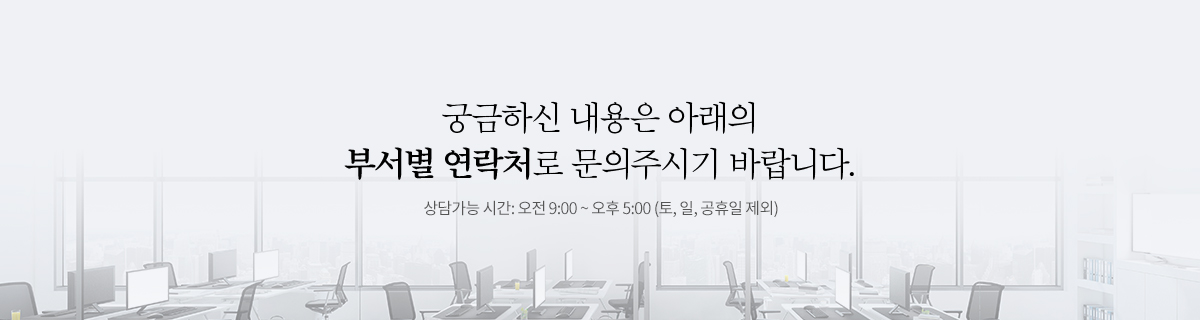 궁금하신 내용은 아래의
부서별 연락처로 문의주시기 바랍니다.
상담가능 시간: 오전 9:00 ~ 오후 5:00 (토, 일, 공휴일 제외)